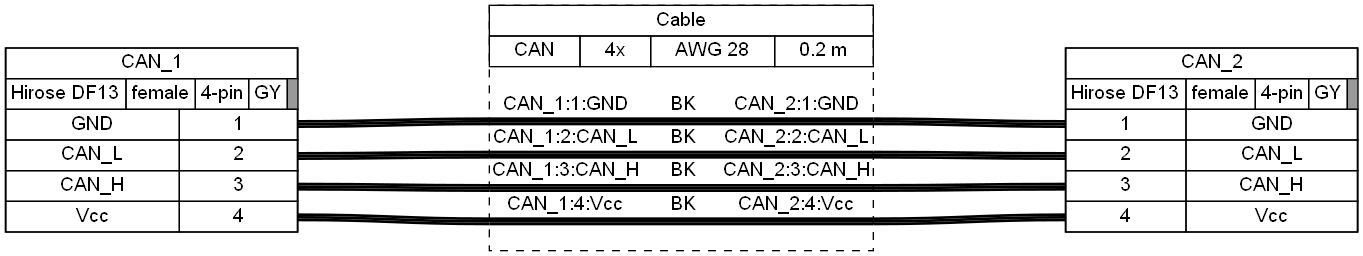 Cable
CAN 4x AWG 28 0.2 m
CAN_1
Hirose DF13 female 4-pin GY
GND 1
CAN_L 2
CAN_H 3
Vcc 4
CAN_1:1:GND BK CAN_2:1:GND
CAN_1:2:CAN_L BK CAN_2:2:CAN_L
CAN_1:3:CAN_H BK CAN_2:3:CAN_H
CAN_1:4:Vcc BK CAN_2:4:Vcc
CAN_2
Hirose DF13 female 4-pin GY
1 GND
2 CAN_L
3 CAN_H
4 Vcc